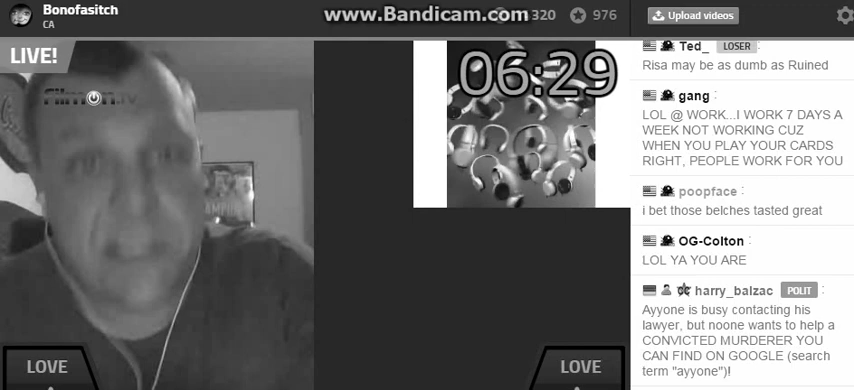 Bonofasitch
CA
www.Bandicam.com
320
976
Upload videos
LIVE!
FilmOn.TV
06:29
Ted_ LOSER :
Risa may be as dumb as Ruined
gang :
LOL @ WORK...I WORK 7 DAYS A
WEEK NOT WORKING CUZ
WHEN YOU PLAY YOUR CARDS
RIGHT, PEOPLE WORK FOR YOU
poopface :
i bet those belches tasted great
OG-Colton :
LOL YA YOU ARE
harry_balzac POLIT :
Ayyone is busy contacting his
lawyer, but noone wants to help a
CONVICTED MURDERER YOU
CAN FIND ON GOOGLE (search
term "ayyone")!
LOVE
LOVE